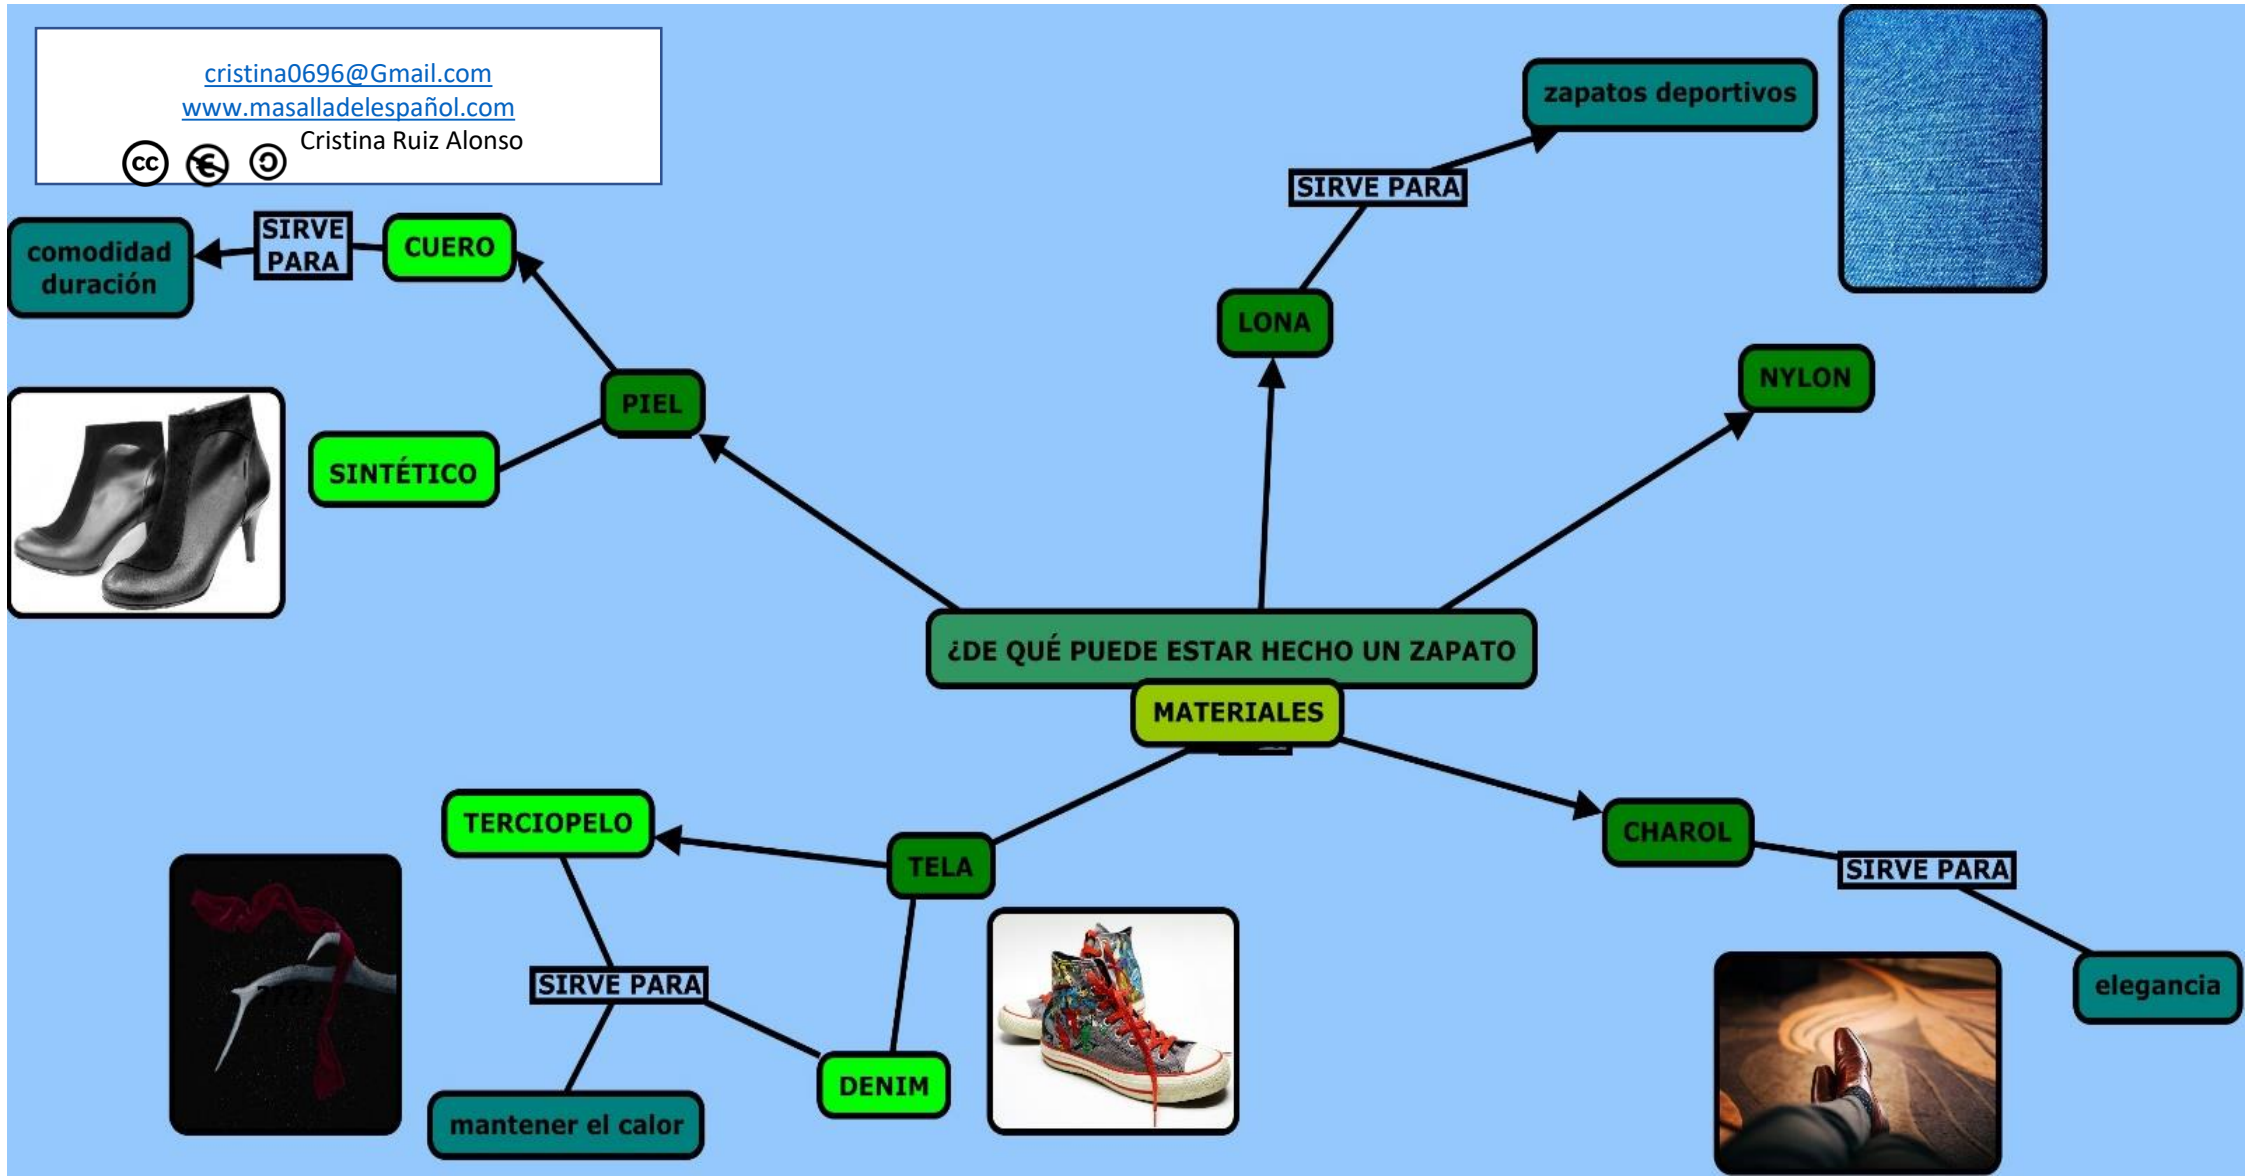 cristina0696@Gmail.com
www.masalladelespañol.com
Cristina Ruiz Alonso
cc
zapatos deportivos
SIRVE PARA
comodidad
duración
SIRVE
PARA
CUERO
LONA
NYLON
PIEL
SINTÉTICO
¿DE QUÉ PUEDE ESTAR HECHO UN ZAPATO
MATERIALES
TERCIOPELO
TELA
CHAROL
SIRVE PARA
SIRVE PARA
elegancia
DENIM
mantener el calor